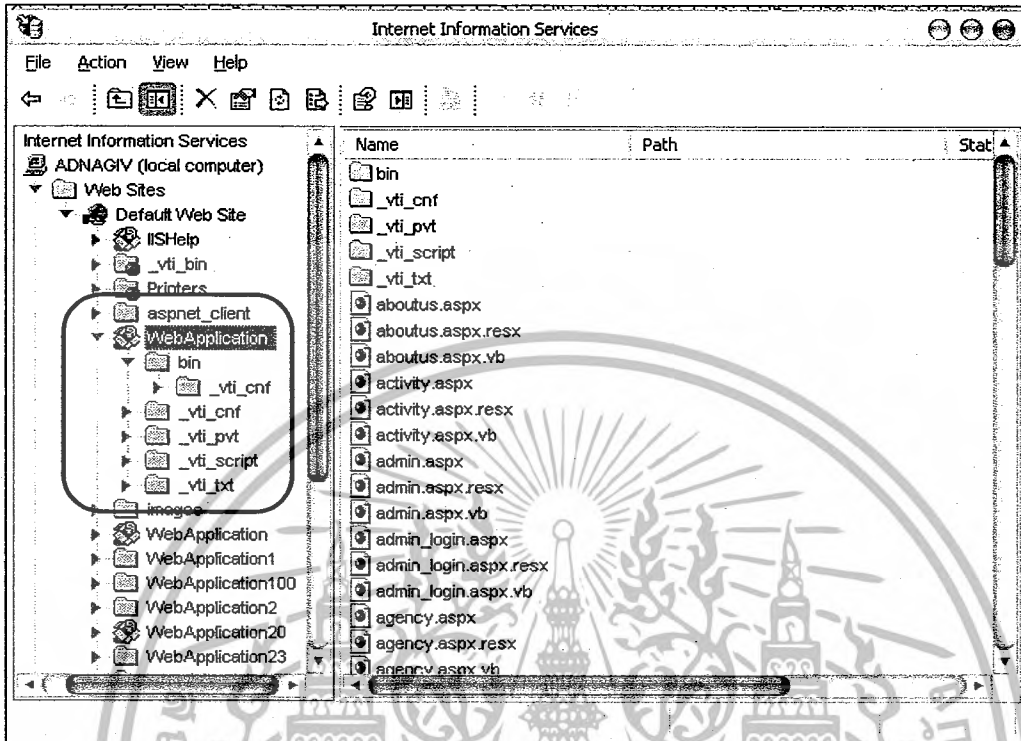 Internet Information Services
File Action View Help
Internet Information Services
ADNAGIV (local computer)
Web Sites
Default Web Site
IISHelp
_vti_bin
Printers
aspnet_client
WebApplication
bin
_vti_cnf
_vti_cnf
_vti_pvt
_vti_script
_vti_txt
images
WebApplication
WebApplication1
WebApplication100
WebApplication2
WebApplication20
WebApplication23
Name Path Stat
bin
_vti_cnf
_vti_pvt
_vti_script
_vti_txt
aboutus.aspx
aboutus.aspx.resx
aboutus.aspx.vb
activity.aspx
activity.aspx.resx
activity.aspx.vb
admin.aspx
admin.aspx.resx
admin.aspx.vb
admin_login.aspx
admin_login.aspx.resx
admin_login.aspx.vb
agency.aspx
agency.aspx.resx
agency.aspx.vb